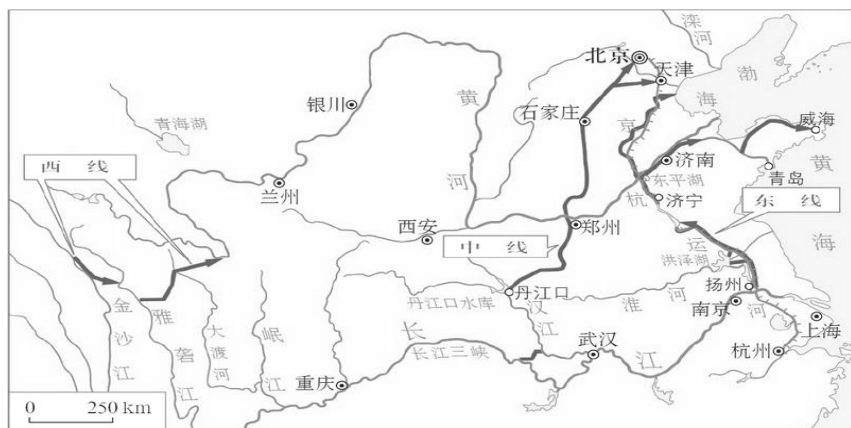 滦河
北京
天津
渤海
银川
黄河
石家庄
京杭运河
威海
青海湖
西 线
济南
青岛
黄海
兰州
东平湖
济宁
东 线
西安
郑州
中 线
洪泽湖
扬州
丹江口
丹江口水库
汉江
淮河
南京
上海
金沙江
雅砻江
大渡河
岷江
长江
长江三峡
武汉
杭州
重庆
0 250 km